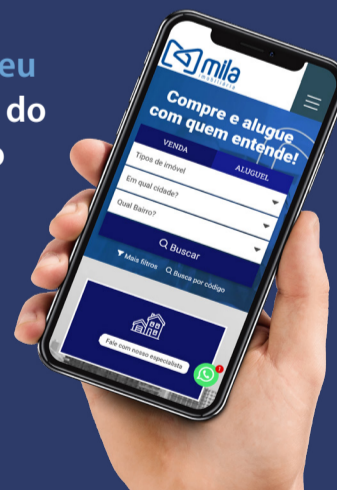 eu
do
o
mila
imobiliária
Compre e alugue
com quem entende!
VENDA
ALUGUEL
Tipos de imóvel
Em qual cidade?
Qual Bairro?
Buscar
Mais filtros
Busca por código
Fale com nosso especialista
1